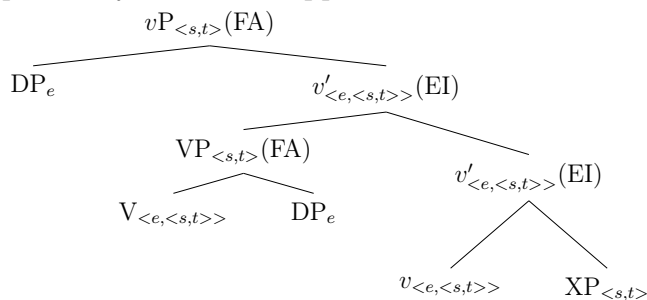 vP<s,t>(FA)
DPe v′<e,<s,t>>(EI)
VP<s,t>(FA) v′<e,<s,t>>(EI)
V<e,<s,t>> DPe
v<e,<s,t>> XP<s,t>